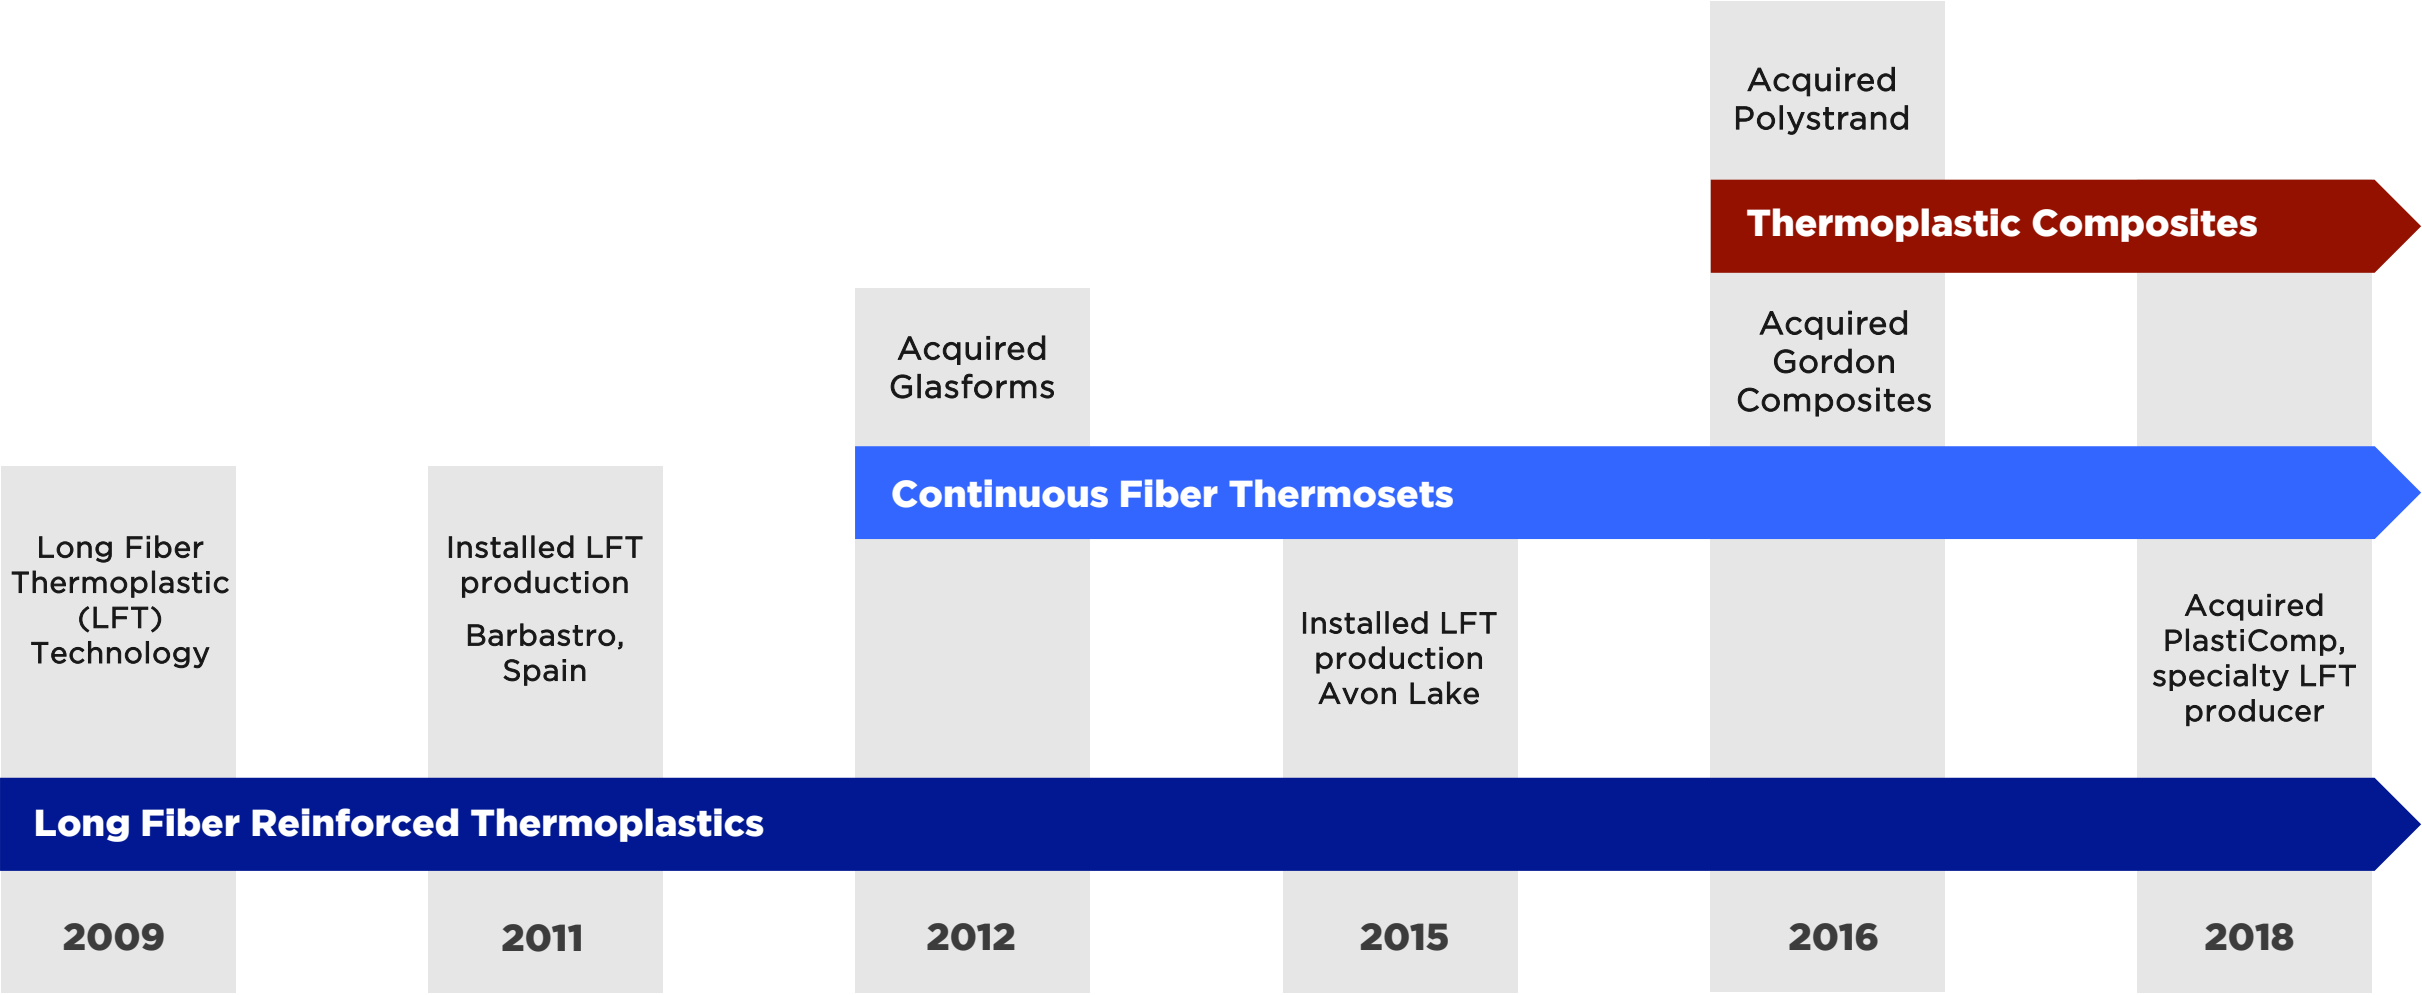 Acquired
Polystrand
Thermoplastic Composites
Acquired
Glasforms
Acquired
Gordon
Composites
Continuous Fiber Thermosets
Long Fiber
Thermoplastic
(LFT)
Technology
Installed LFT
production
Barbastro,
Spain
Installed LFT
production
Avon Lake
Acquired
PlastiComp,
specialty LFT
producer
Long Fiber Reinforced Thermoplastics
2009
2011
2012
2015
2016
2018